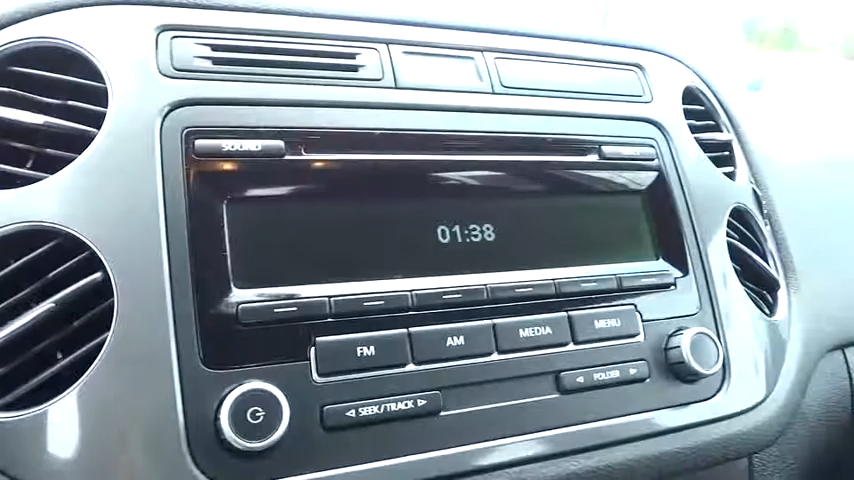 SOUND
01:38
FM AM MEDIA MENU
◁ SEEK/TRACK ▷ ◁ FOLDER ▷